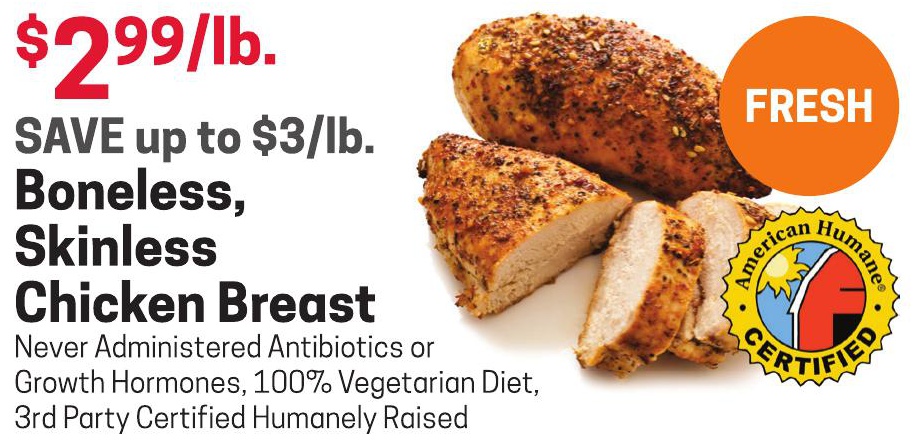 $2.99/lb.
SAVE up to $3/lb.
Boneless,
Skinless
Chicken Breast
Never Administered Antibiotics or
Growth Hormones, 100% Vegetarian Diet,
3rd Party Certified Humanely Raised
FRESH
American Humane®
CERTIFIED